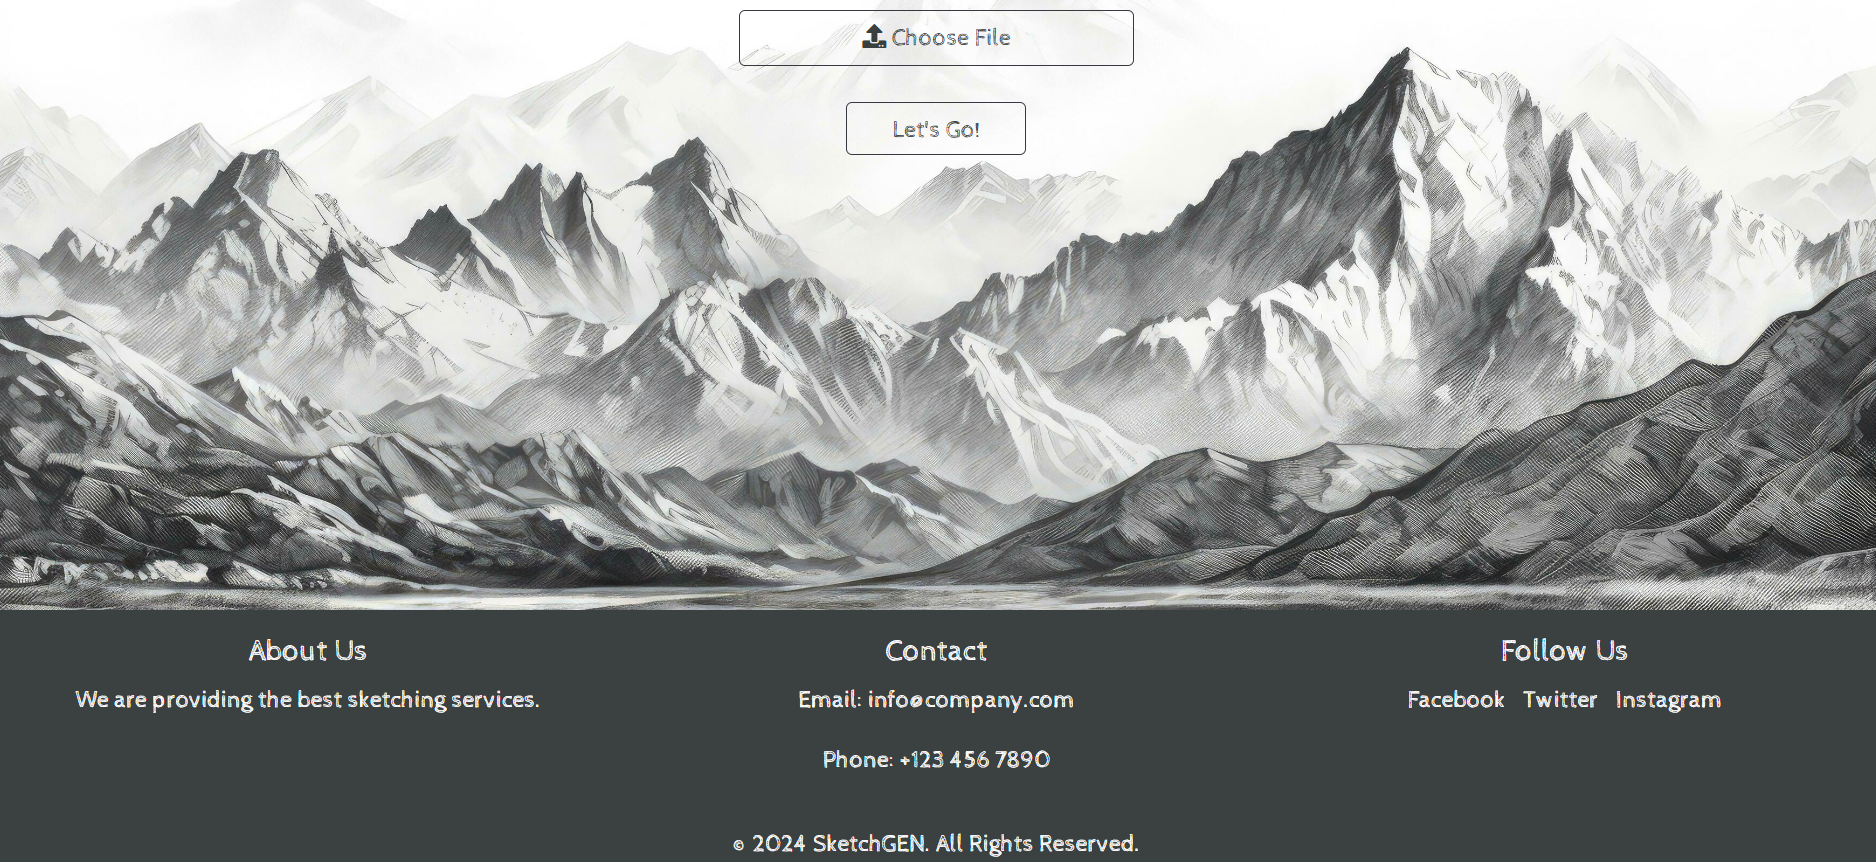 Choose File
Let's Go!
About Us
We are providing the best sketching services.
Contact
Email: info@company.com
Phone: +123 456 7890
Follow Us
Facebook Twitter Instagram
© 2024 SketchGEN. All Rights Reserved.